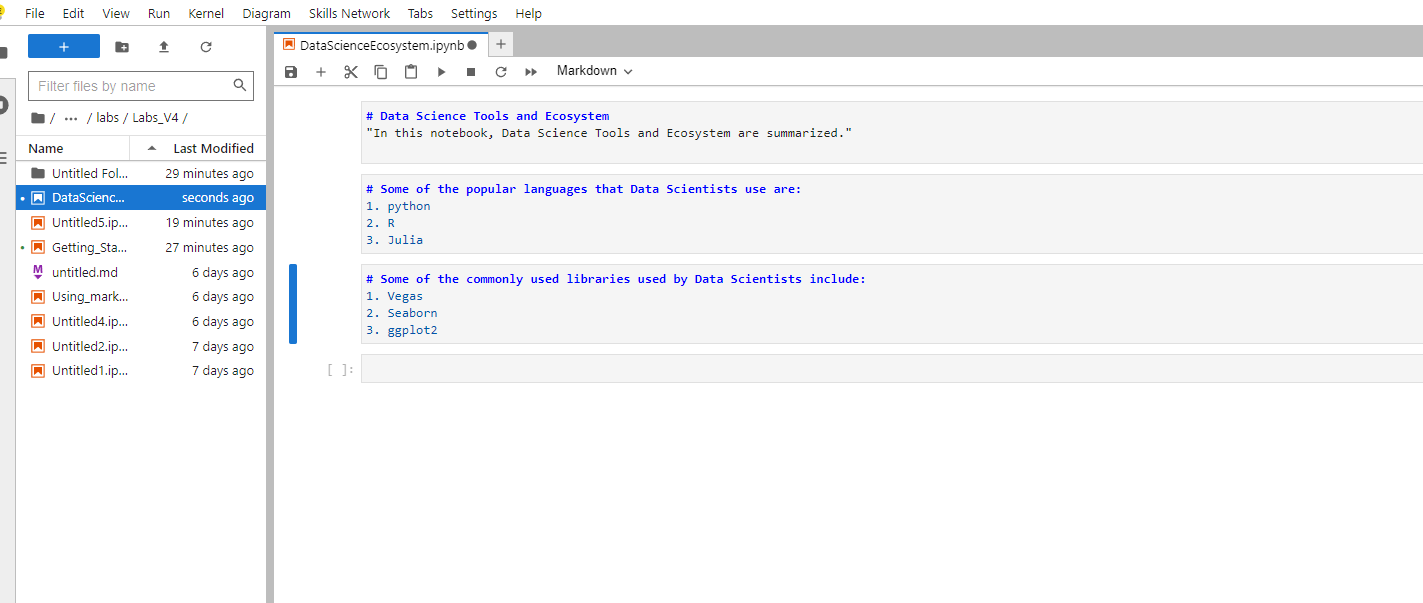 File Edit View Run Kernel Diagram Skills Network Tabs Settings Help
+
Filter files by name
/ ••• / labs / Labs_V4 /
Name Last Modified
Untitled Fol... 29 minutes ago
DataScienc... seconds ago
Untitled5.ip... 19 minutes ago
Getting_Sta... 27 minutes ago
M untitled.md 6 days ago
Using_mark... 6 days ago
Untitled4.ip... 6 days ago
Untitled2.ip... 7 days ago
Untitled1.ip... 7 days ago
DataScienceEcosystem.ipynb
Markdown
# Data Science Tools and Ecosystem
"In this notebook, Data Science Tools and Ecosystem are summarized."
# Some of the popular languages that Data Scientists use are:
1. python
2. R
3. Julia
# Some of the commonly used libraries used by Data Scientists include:
1. Vegas
2. Seaborn
3. ggplot2
[ ]: